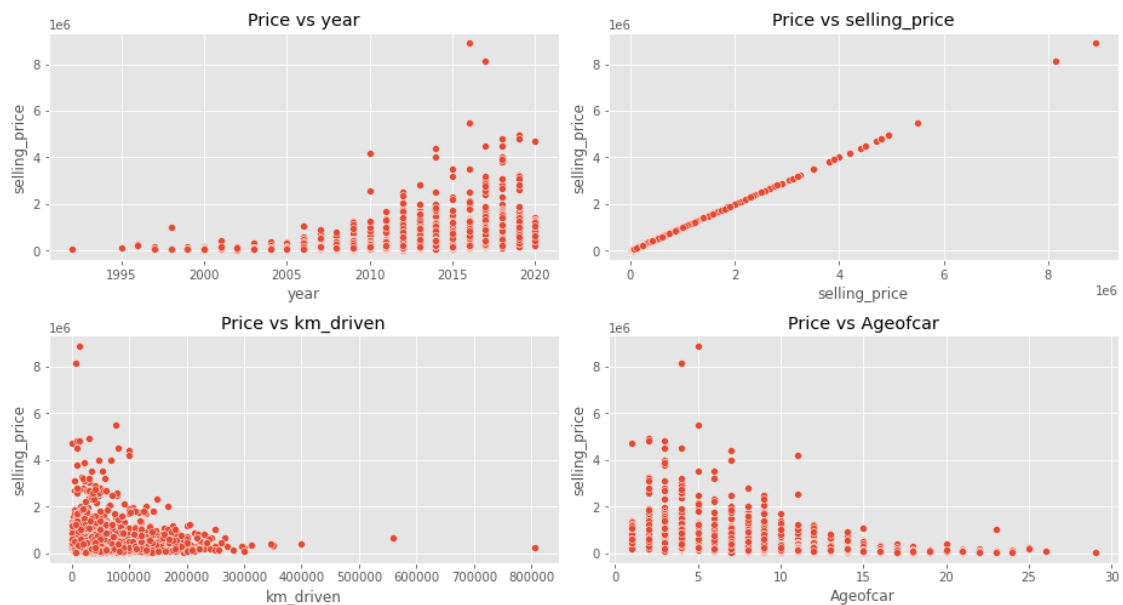 Price vs year
1e6
8
6
4
2
0
selling_price
1995
2000
2005
2010
2015
2020
year
Price vs selling_price
8
6
4
2
0
selling_price
0
2
4
6
8
1e6
selling_price
1e6
Price vs km_driven
1e6
8
6
4
2
0
selling_price
0
100000
200000
300000
400000
500000
600000
700000
800000
km_driven
Price vs Ageofcar
1e6
8
6
4
2
0
selling_price
0
5
10
15
20
25
30
Ageofcar